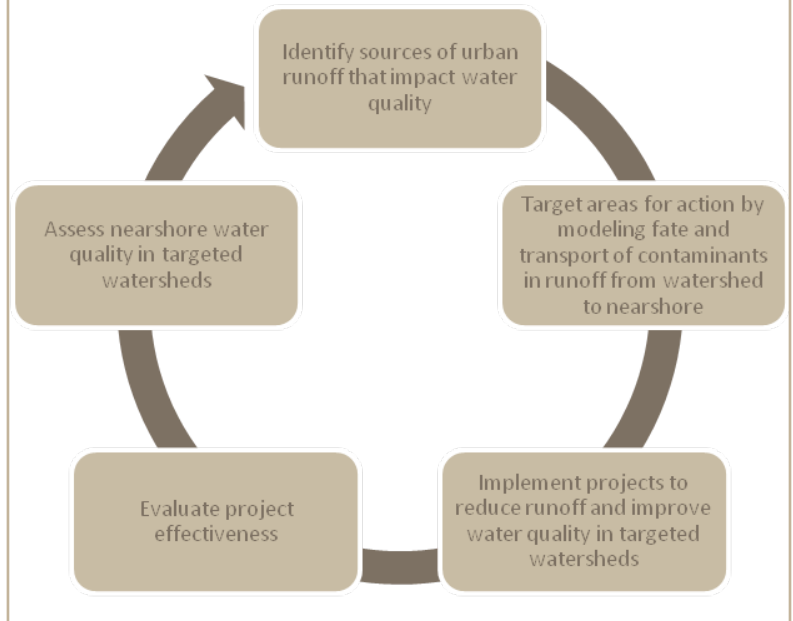 Identify sources of urban
runoff that impact water
quality
Target areas for action by
modeling fate and
transport of contaminants
in runoff from watershed
to nearshore
Implement projects to
reduce runoff and improve
water quality in targeted
watersheds
Evaluate project
effectiveness
Assess nearshore water
quality in targeted
watersheds